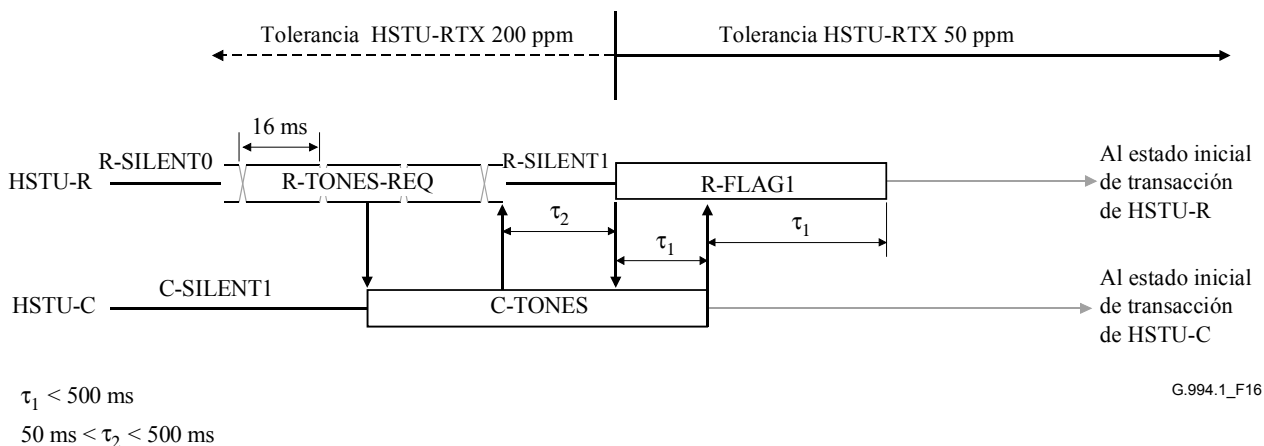 Tolerancia HSTU-RTX 200 ppm
Tolerancia HSTU-RTX 50 ppm
16 ms
R-SILENT0
R-SILENT1
HSTU-R
R-TONES-REQ
R-FLAG1
Al estado inicial
de transacción
de HSTU-R
τ2
τ1
τ1
C-SILENT1
HSTU-C
C-TONES
Al estado inicial
de transacción
de HSTU-C
τ1 < 500 ms
50 ms < τ2 < 500 ms
G.994.1_F16